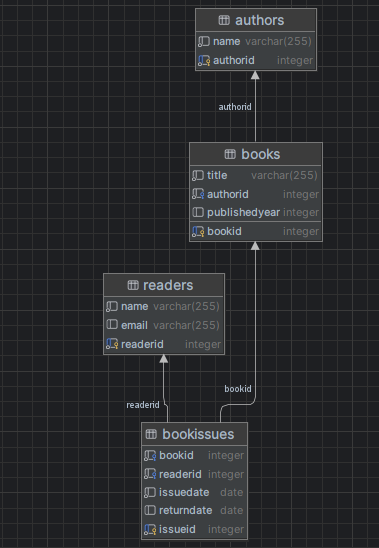 authors
name varchar(255)
authorid integer
authorid
books
title varchar(255)
authorid integer
publishedyear integer
bookid integer
readers
name varchar(255)
email varchar(255)
readerid integer
bookid
readerid
bookissues
bookid integer
readerid integer
issuedate date
returndate date
issueid integer